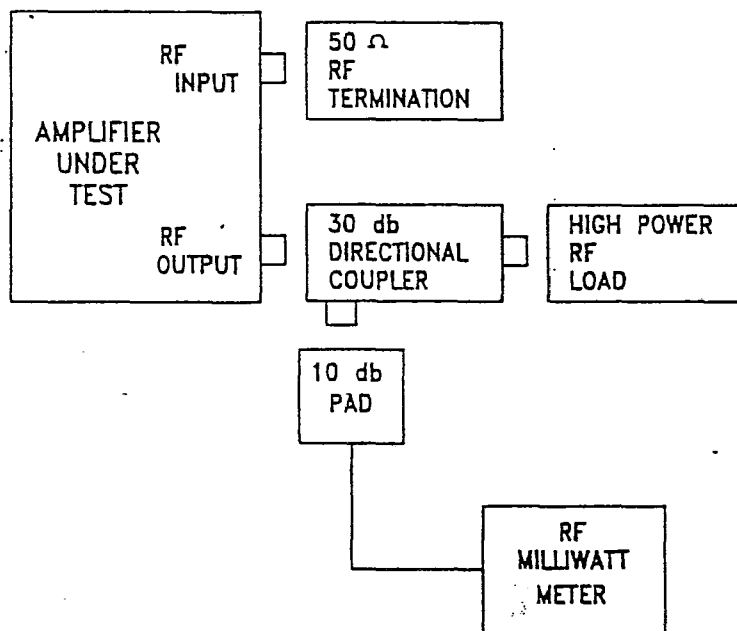 RF
INPUT
AMPLIFIER
UNDER
TEST
RF
OUTPUT
50 Ω
RF
TERMINATION
30 db
DIRECTIONAL
COUPLER
HIGH POWER
RF
LOAD
10 db
PAD
RF
MILLIWATT
METER